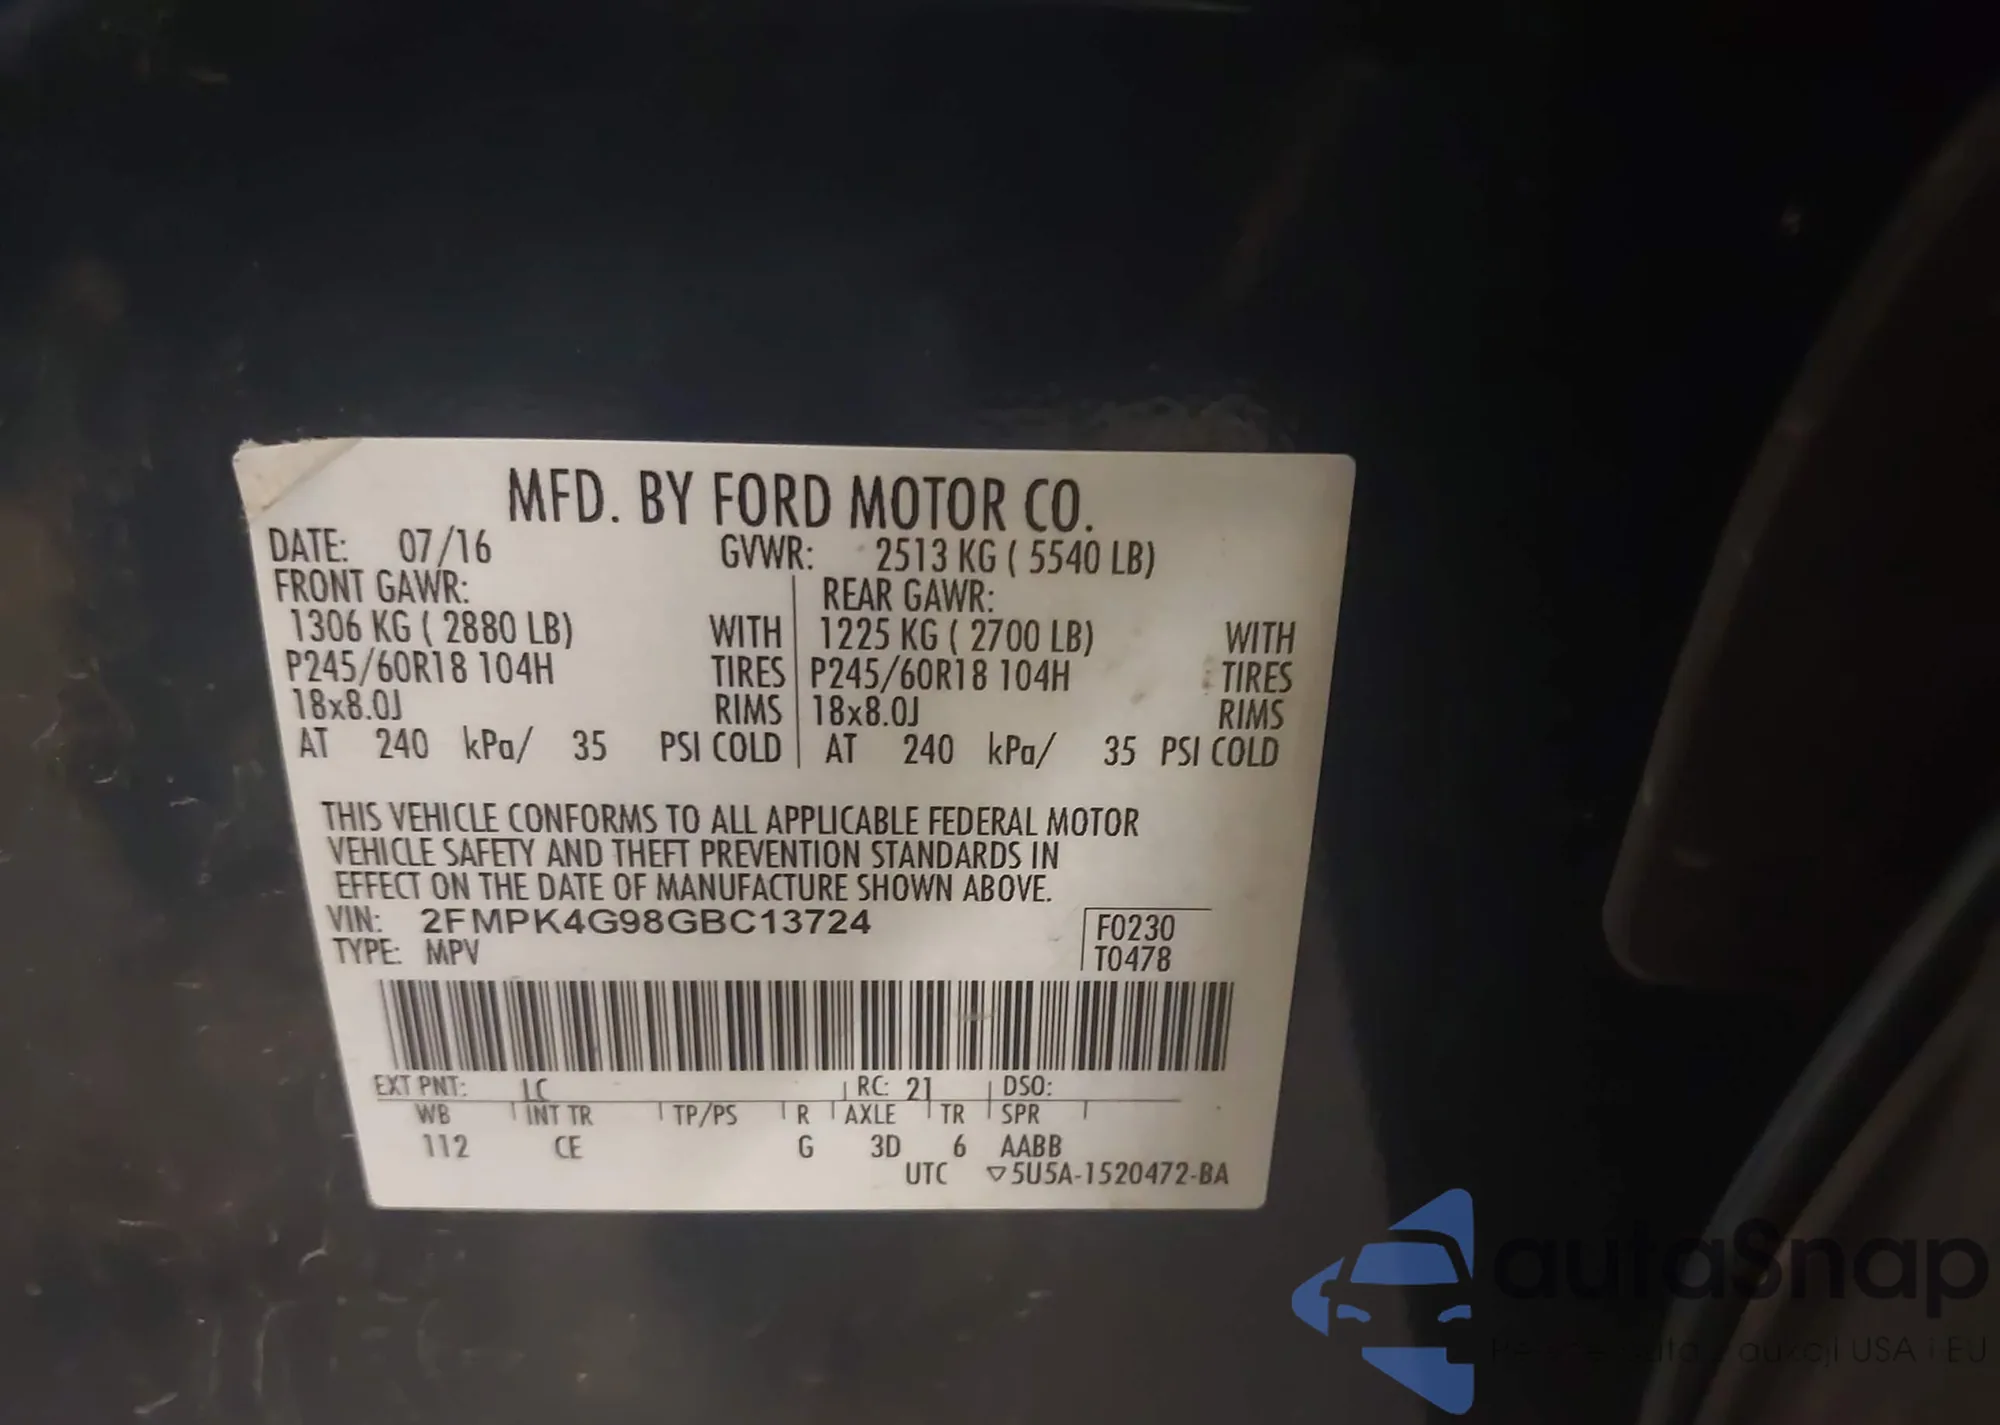 MFD. BY FORD MOTOR CO.
DATE: 07/16 GVWR: 2513 KG ( 5540 LB)
FRONT GAWR: REAR GAWR:
1306 KG ( 2880 LB) WITH 1225 KG ( 2700 LB) WITH
P245/60R18 104H TIRES P245/60R18 104H TIRES
18x8.0J RIMS 18x8.0J RIMS
AT 240 kPa/ 35 PSI COLD AT 240 kPa/ 35 PSI COLD
THIS VEHICLE CONFORMS TO ALL APPLICABLE FEDERAL MOTOR
VEHICLE SAFETY AND THEFT PREVENTION STANDARDS IN
EFFECT ON THE DATE OF MANUFACTURE SHOWN ABOVE.
VIN: 2FMPK4G98GBC13724 F0230
TYPE: MPV T0478
EXT PNT: LC RC: 21 DSO:
WB INT TR TP/PS R AXLE TR SPR
112 CE G 3D 6 AABB
UTC ▽5U5A-1520472-BA
autaSnap
aukcji USA i EU